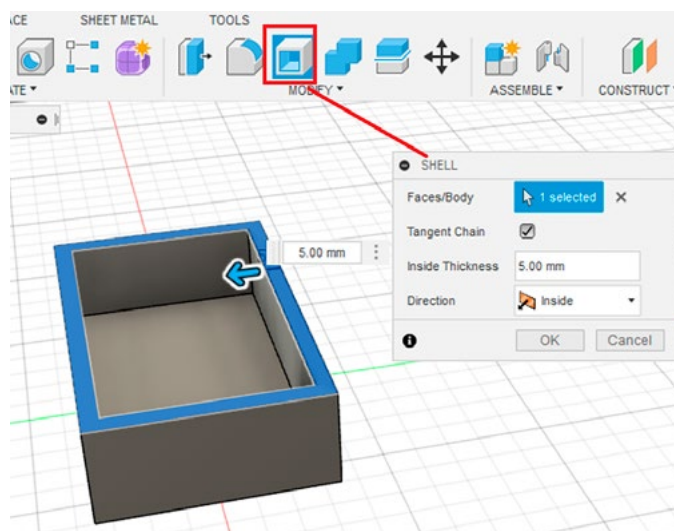 ACE SHEET METAL TOOLS
ATE ▾ MODIFY ▾ ASSEMBLE ▾ CONSTRUCT
SHELL
Faces/Body 1 selected
Tangent Chain
5.00 mm
Inside Thickness 5.00 mm
Direction Inside
OK Cancel